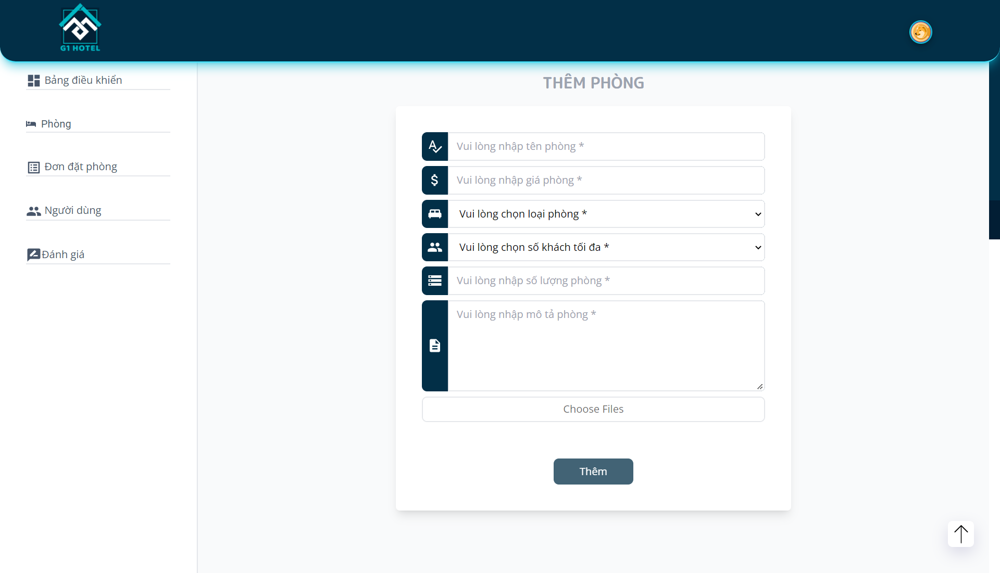 G1 HOTEL
Bảng điều khiển
Phòng
Đơn đặt phòng
Người dùng
Đánh giá
THÊM PHÒNG
Vui lòng nhập tên phòng *
Vui lòng nhập giá phòng *
Vui lòng chọn loại phòng *
Vui lòng chọn số khách tối đa *
Vui lòng nhập số lượng phòng *
Vui lòng nhập mô tả phòng *
Choose Files
Thêm